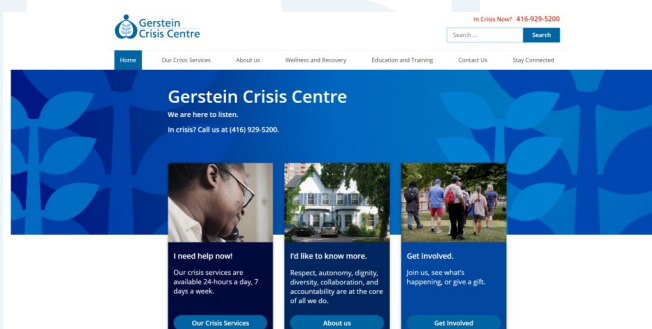 Gerstein
Crisis Centre
In Crisis Now? 416-929-5200
Search ...
Search
Home
Our Crisis Services
About us
Wellness and Recovery
Education and Training
Contact Us
Stay Connected
Gerstein Crisis Centre
We are here to listen.
In crisis? Call us at (416) 929-5200.
I need help now!
Our crisis services are
available 24-hours a day, 7
days a week.
Our Crisis Services
I'd like to know more.
Respect, autonomy, dignity,
diversity, collaboration, and
accountability are at the core
of all we do.
About us
Get involved.
Join us, see what's
happening, or give a gift.
Get Involved